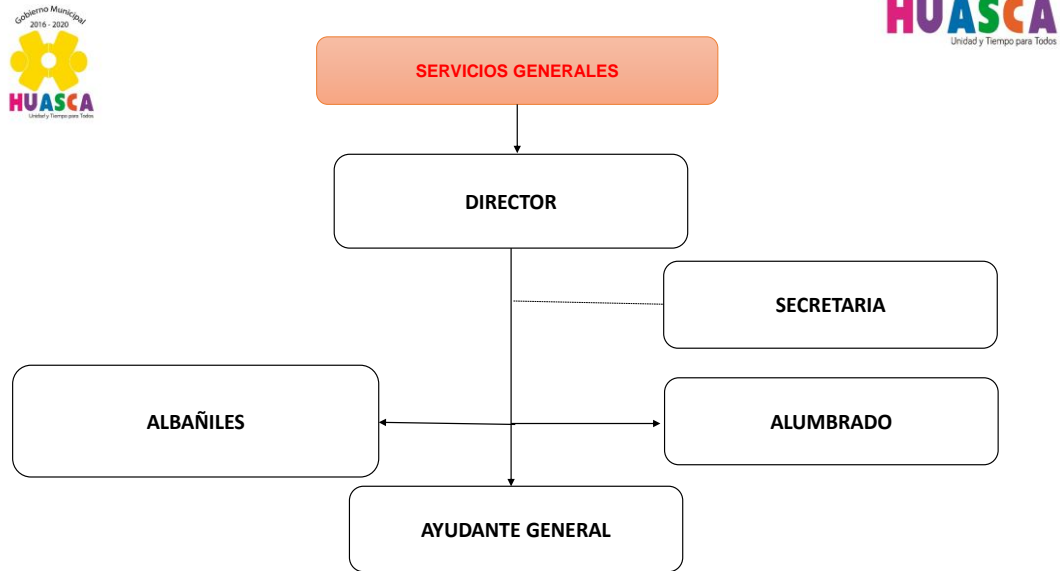 Gobierno Municipal
2016 - 2020
HUASCA
Unidad y Tiempo para Todos
HUASCA
Unidad y Tiempo para Todos
SERVICIOS GENERALES
DIRECTOR
SECRETARIA
ALBAÑILES
ALUMBRADO
AYUDANTE GENERAL